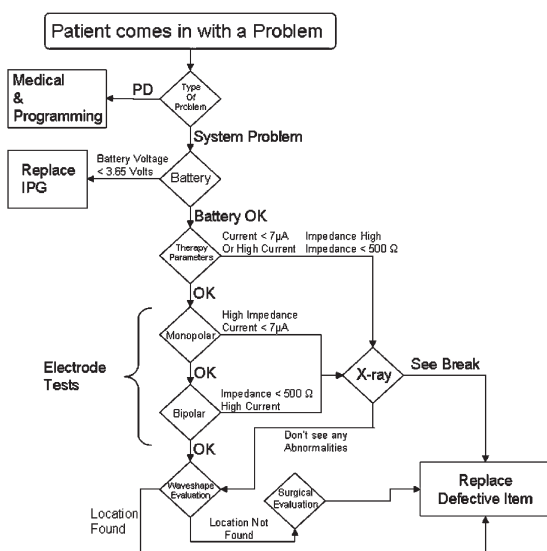 Patient comes in with a Problem
Medical
&
Programming
PD
Type
Of
Problem
System Problem
Replace
IPG
Battery Voltage
< 3.65 Volts
Battery
Battery OK
Therapy
Parameters
Current < 7µA
Or High Current
Impedance High
Impedance < 500 Ω
OK
Electrode
Tests
Monopolar
High Impedance
Current < 7µA
OK
Bipolar
Impedance < 500 Ω
High Current
X-ray
See Break
OK
Don't see any
Abnormalities
Waveshape
Evaluation
Location
Found
Location Not
Found
Surgical
Evaluation
Replace
Defective Item